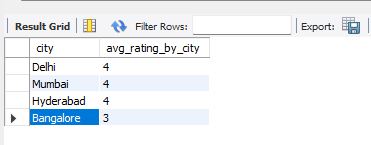 Result Grid Filter Rows: Export:
city avg_rating_by_city
Delhi 4
Mumbai 4
Hyderabad 4
Bangalore 3